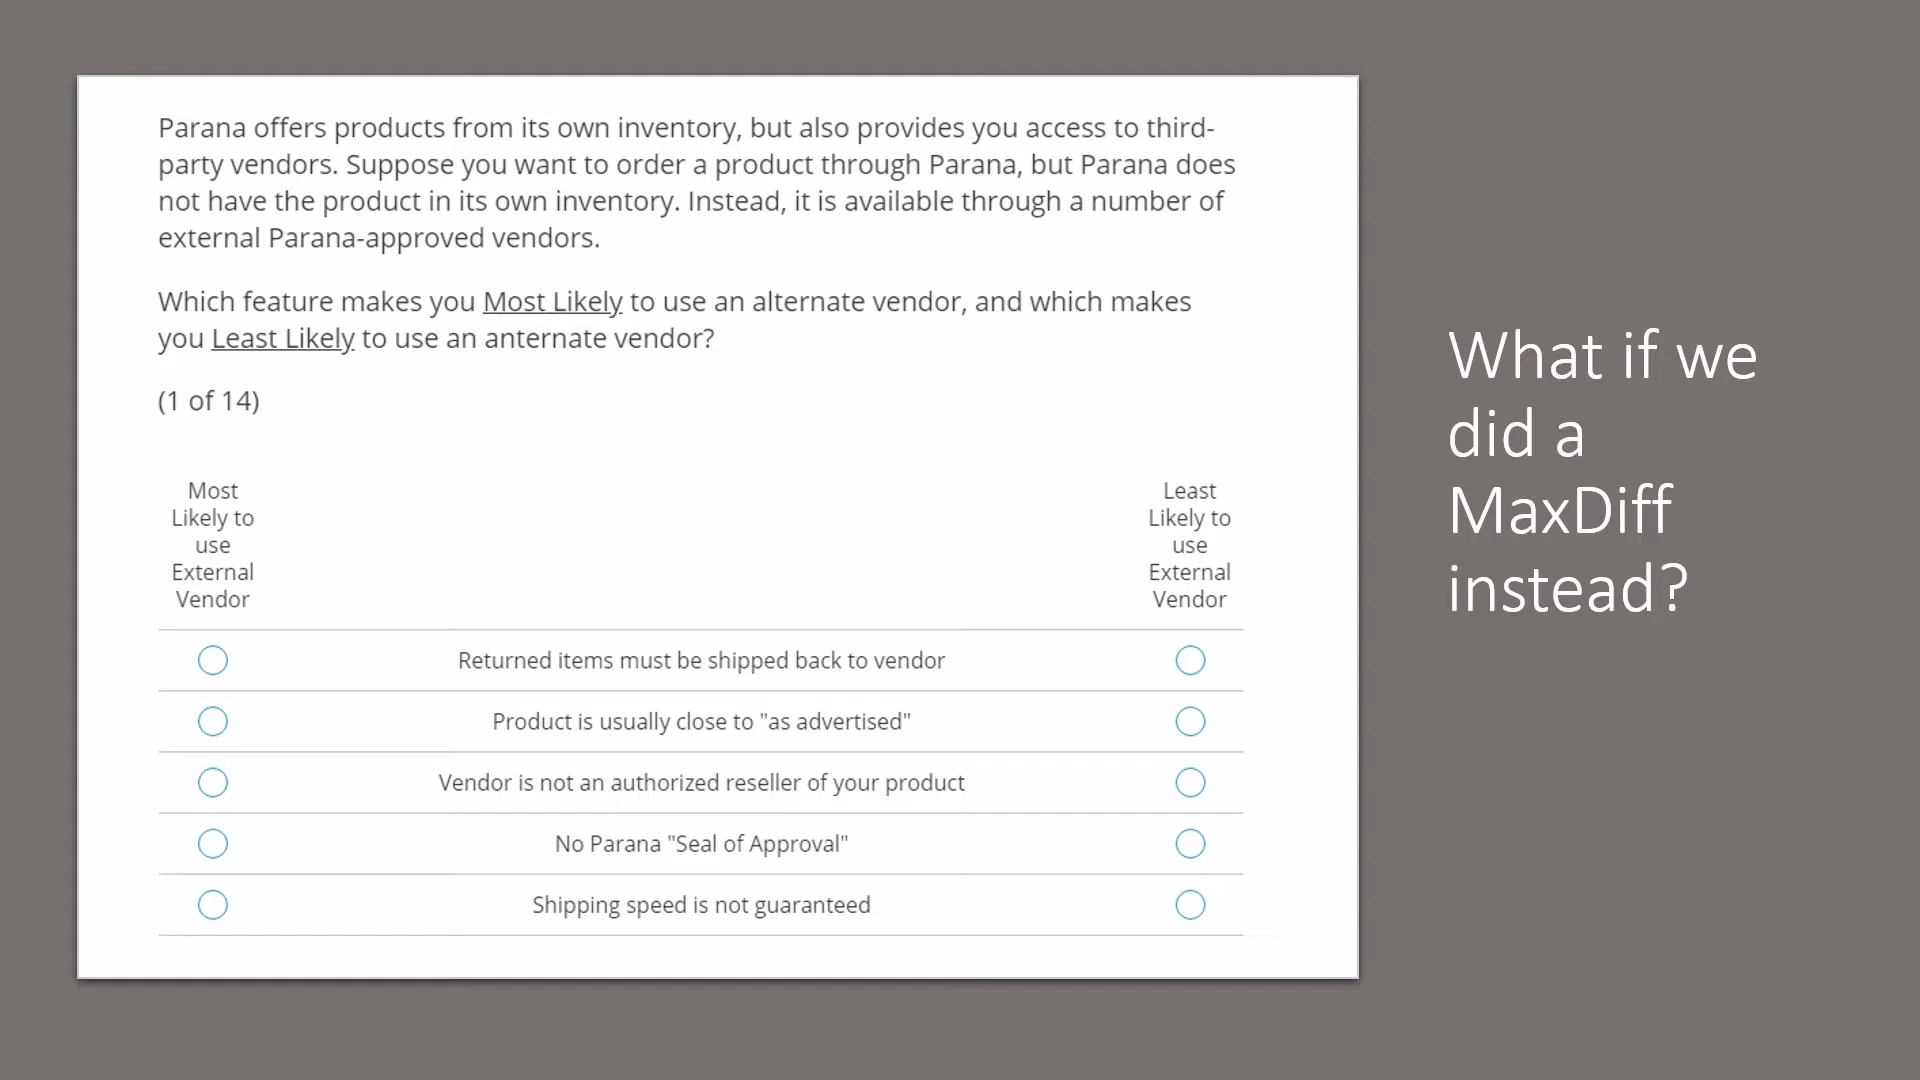 Parana offers products from its own inventory, but also provides you access to third-
party vendors. Suppose you want to order a product through Parana, but Parana does
not have the product in its own inventory. Instead, it is available through a number of
external Parana-approved vendors.
Which feature makes you Most Likely to use an alternate vendor, and which makes
you Least Likely to use an anternate vendor?
(1 of 14)
Most
Likely to
use
External
Vendor
Least
Likely to
use
External
Vendor
Returned items must be shipped back to vendor
Product is usually close to "as advertised"
Vendor is not an authorized reseller of your product
No Parana "Seal of Approval"
Shipping speed is not guaranteed
What if we
did a
MaxDiff
instead?